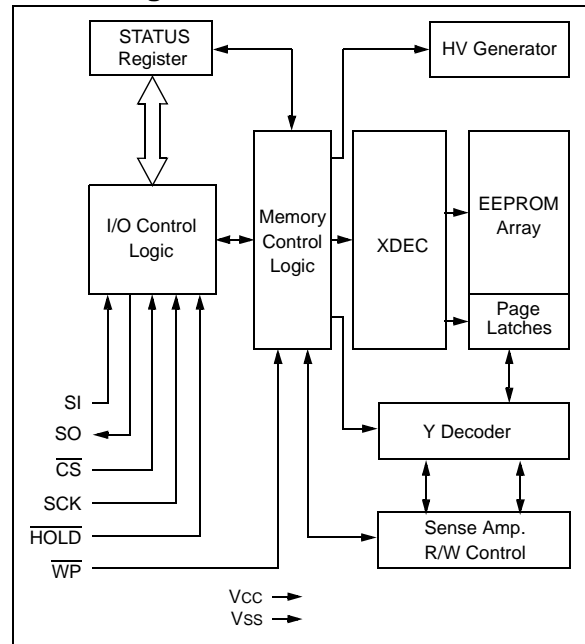 STATUS
Register
HV Generator
I/O Control
Logic
Memory
Control
Logic
XDEC
EEPROM
Array
Page
Latches
SI
SO
CS
SCK
HOLD
WP
Y Decoder
Sense Amp.
R/W Control
VCC
VSS